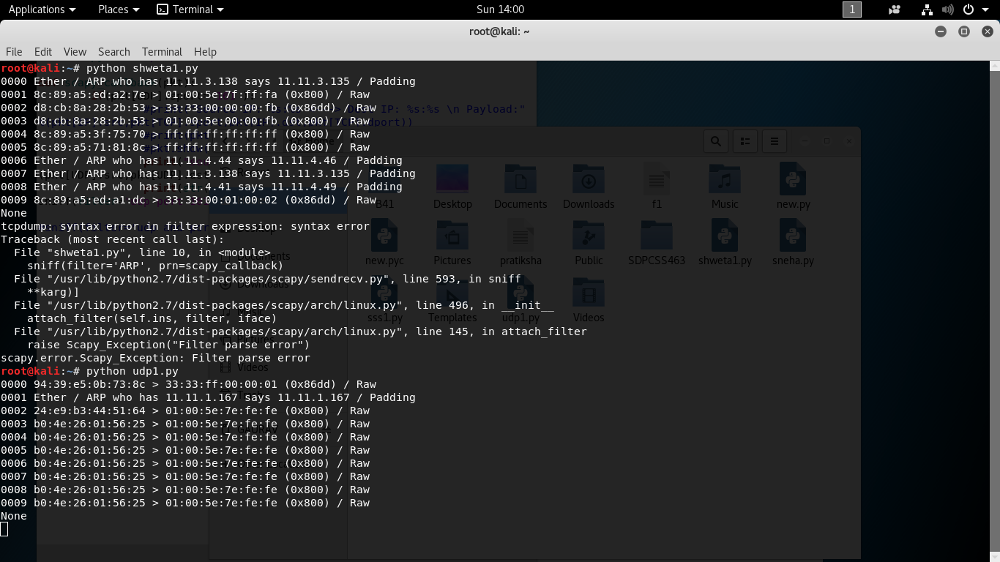 Applications Places Terminal Sun 14:00 1
root@kali: ~
File Edit View Search Terminal Help
root@kali:~# python shweta1.py
0000 Ether / ARP who has 11.11.3.138 says 11.11.3.135 / Padding
0001 8c:89:a5:ed:a2:7e > 01:00:5e:7f:ff:fa (0x800) / Raw
0002 d8:cb:8a:28:2b:53 > 33:33:00:00:00:fb (0x86dd) / Raw
0003 d8:cb:8a:28:2b:53 > 01:00:5e:00:00:fb (0x800) / Raw
0004 8c:89:a5:3f:75:70 > ff:ff:ff:ff:ff:ff (0x800) / Raw
0005 8c:89:a5:71:81:8c > ff:ff:ff:ff:ff:ff (0x800) / Raw
0006 Ether / ARP who has 11.11.4.44 says 11.11.4.46 / Padding
0007 Ether / ARP who has 11.11.3.138 says 11.11.3.135 / Padding
0008 Ether / ARP who has 11.11.4.41 says 11.11.4.49 / Padding
0009 8c:89:a5:ed:a1:dc > 33:33:00:01:00:02 (0x86dd) / Raw
None
tcpdump: syntax error in filter expression: syntax error
Traceback (most recent call last):
File "shweta1.py", line 10, in <module>
sniff(filter='ARP', prn=scapy_callback)
File "/usr/lib/python2.7/dist-packages/scapy/sendrecv.py", line 593, in sniff
**karg)]
File "/usr/lib/python2.7/dist-packages/scapy/arch/linux.py", line 496, in __init__
attach_filter(self.ins, filter, iface)
File "/usr/lib/python2.7/dist-packages/scapy/arch/linux.py", line 145, in attach_filter
raise Scapy_Exception("Filter parse error")
scapy.error.Scapy_Exception: Filter parse error
root@kali:~# python udp1.py
0000 94:39:e5:0b:73:8c > 33:33:ff:00:00:01 (0x86dd) / Raw
0001 Ether / ARP who has 11.11.1.167 says 11.11.1.167 / Padding
0002 24:e9:b3:44:51:64 > 01:00:5e:7e:fe:fe (0x800) / Raw
0003 b0:4e:26:01:56:25 > 01:00:5e:7e:fe:fe (0x800) / Raw
0004 b0:4e:26:01:56:25 > 01:00:5e:7e:fe:fe (0x800) / Raw
0005 b0:4e:26:01:56:25 > 01:00:5e:7e:fe:fe (0x800) / Raw
0006 b0:4e:26:01:56:25 > 01:00:5e:7e:fe:fe (0x800) / Raw
0007 b0:4e:26:01:56:25 > 01:00:5e:7e:fe:fe (0x800) / Raw
0008 b0:4e:26:01:56:25 > 01:00:5e:7e:fe:fe (0x800) / Raw
0009 b0:4e:26:01:56:25 > 01:00:5e:7e:fe:fe (0x800) / Raw
None
IP: %s:%s \n Payload:"
Home
B41 Desktop Documents Downloads f1 Music new.py
new.pyc Pictures pratiksha Public SDPCSS463 shweta1.py sneha.py
sss1.py Templates udp1.py Videos
Documents
Downloads
Music
Pictures
Videos
GAURAV